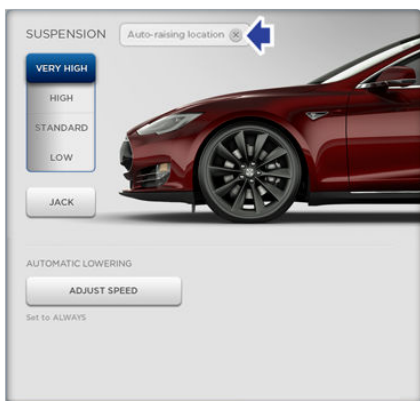 SUSPENSION
Auto-raising location
VERY HIGH
HIGH
STANDARD
LOW
JACK
AUTOMATIC LOWERING
ADJUST SPEED
Set to ALWAYS